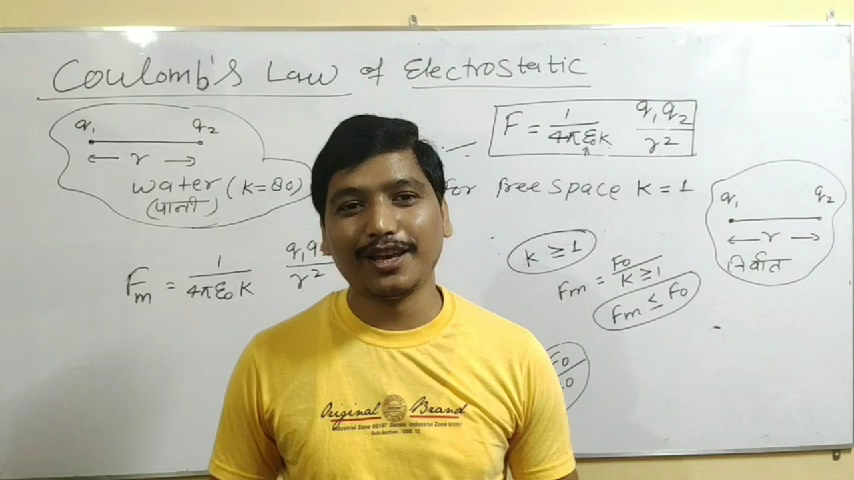 Coulomb's Law of Electrostatic
q₁ q₂
r
water (K=80)
(पानी)
F = 1/4πε₀K q₁q₂/r²
for free space K = 1
q₁ q₂
r
निर्वात
Fm = 1/4πε₀K q₁q₂/r²
K ≥ 1
Fm = F₀/K≥1
Fm ≤ F₀
Original Brand